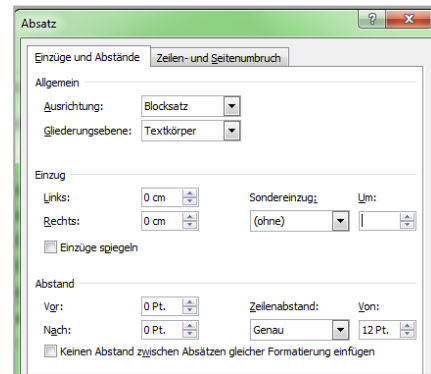 Absatz
Einzüge und Abstände Zeilen- und Seitenumbruch
Allgemein
Ausrichtung: Blocksatz
Gliederungsebene: Textkörper
Einzug
Links: 0 cm Sondereinzug: Um:
Rechts: 0 cm (ohne)
Einzüge spiegeln
Abstand
Vor: 0 Pt. Zeilenabstand: Von:
Nach: 0 Pt. Genau 12 Pt.
Keinen Abstand zwischen Absätzen gleicher Formatierung einfügen